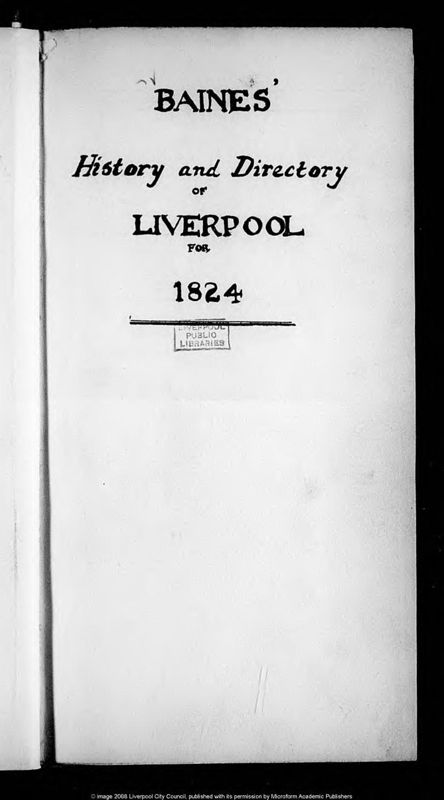 BAINES'
History and Directory
OF
LIVERPOOL
FOR
1824
LIVERPOOL
PUBLIC
LIBRARIES
© image 2008 Liverpool City Council, published with its permission by Microform Academic Publishers